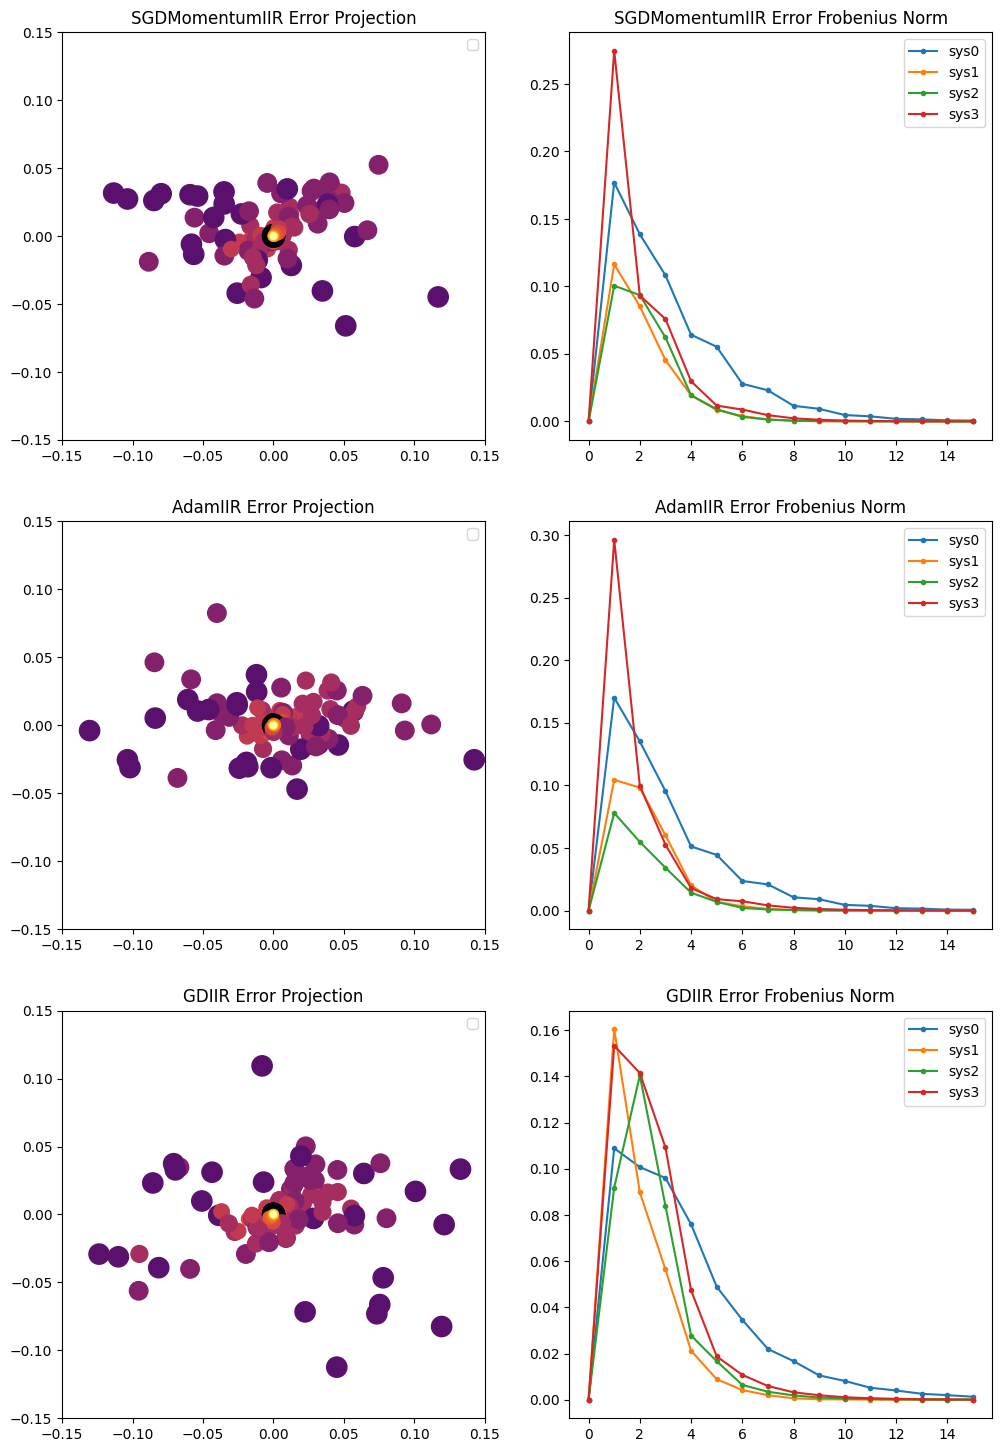 SGDMomentumIIR Error Projection
0.15
0.10
0.05
0.00
−0.05
−0.10
−0.15
−0.15 −0.10 −0.05 0.00 0.05 0.10 0.15
SGDMomentumIIR Error Frobenius Norm
sys0
sys1
sys2
sys3
0.25
0.20
0.15
0.10
0.05
0.00
0 2 4 6 8 10 12 14
AdamIIR Error Projection
0.15
0.10
0.05
0.00
−0.05
−0.10
−0.15
−0.15 −0.10 −0.05 0.00 0.05 0.10 0.15
AdamIIR Error Frobenius Norm
sys0
sys1
sys2
sys3
0.30
0.25
0.20
0.15
0.10
0.05
0.00
0 2 4 6 8 10 12 14
GDIIR Error Projection
0.15
0.10
0.05
0.00
−0.05
−0.10
−0.15
−0.15 −0.10 −0.05 0.00 0.05 0.10 0.15
GDIIR Error Frobenius Norm
sys0
sys1
sys2
sys3
0.16
0.14
0.12
0.10
0.08
0.06
0.04
0.02
0.00
0 2 4 6 8 10 12 14